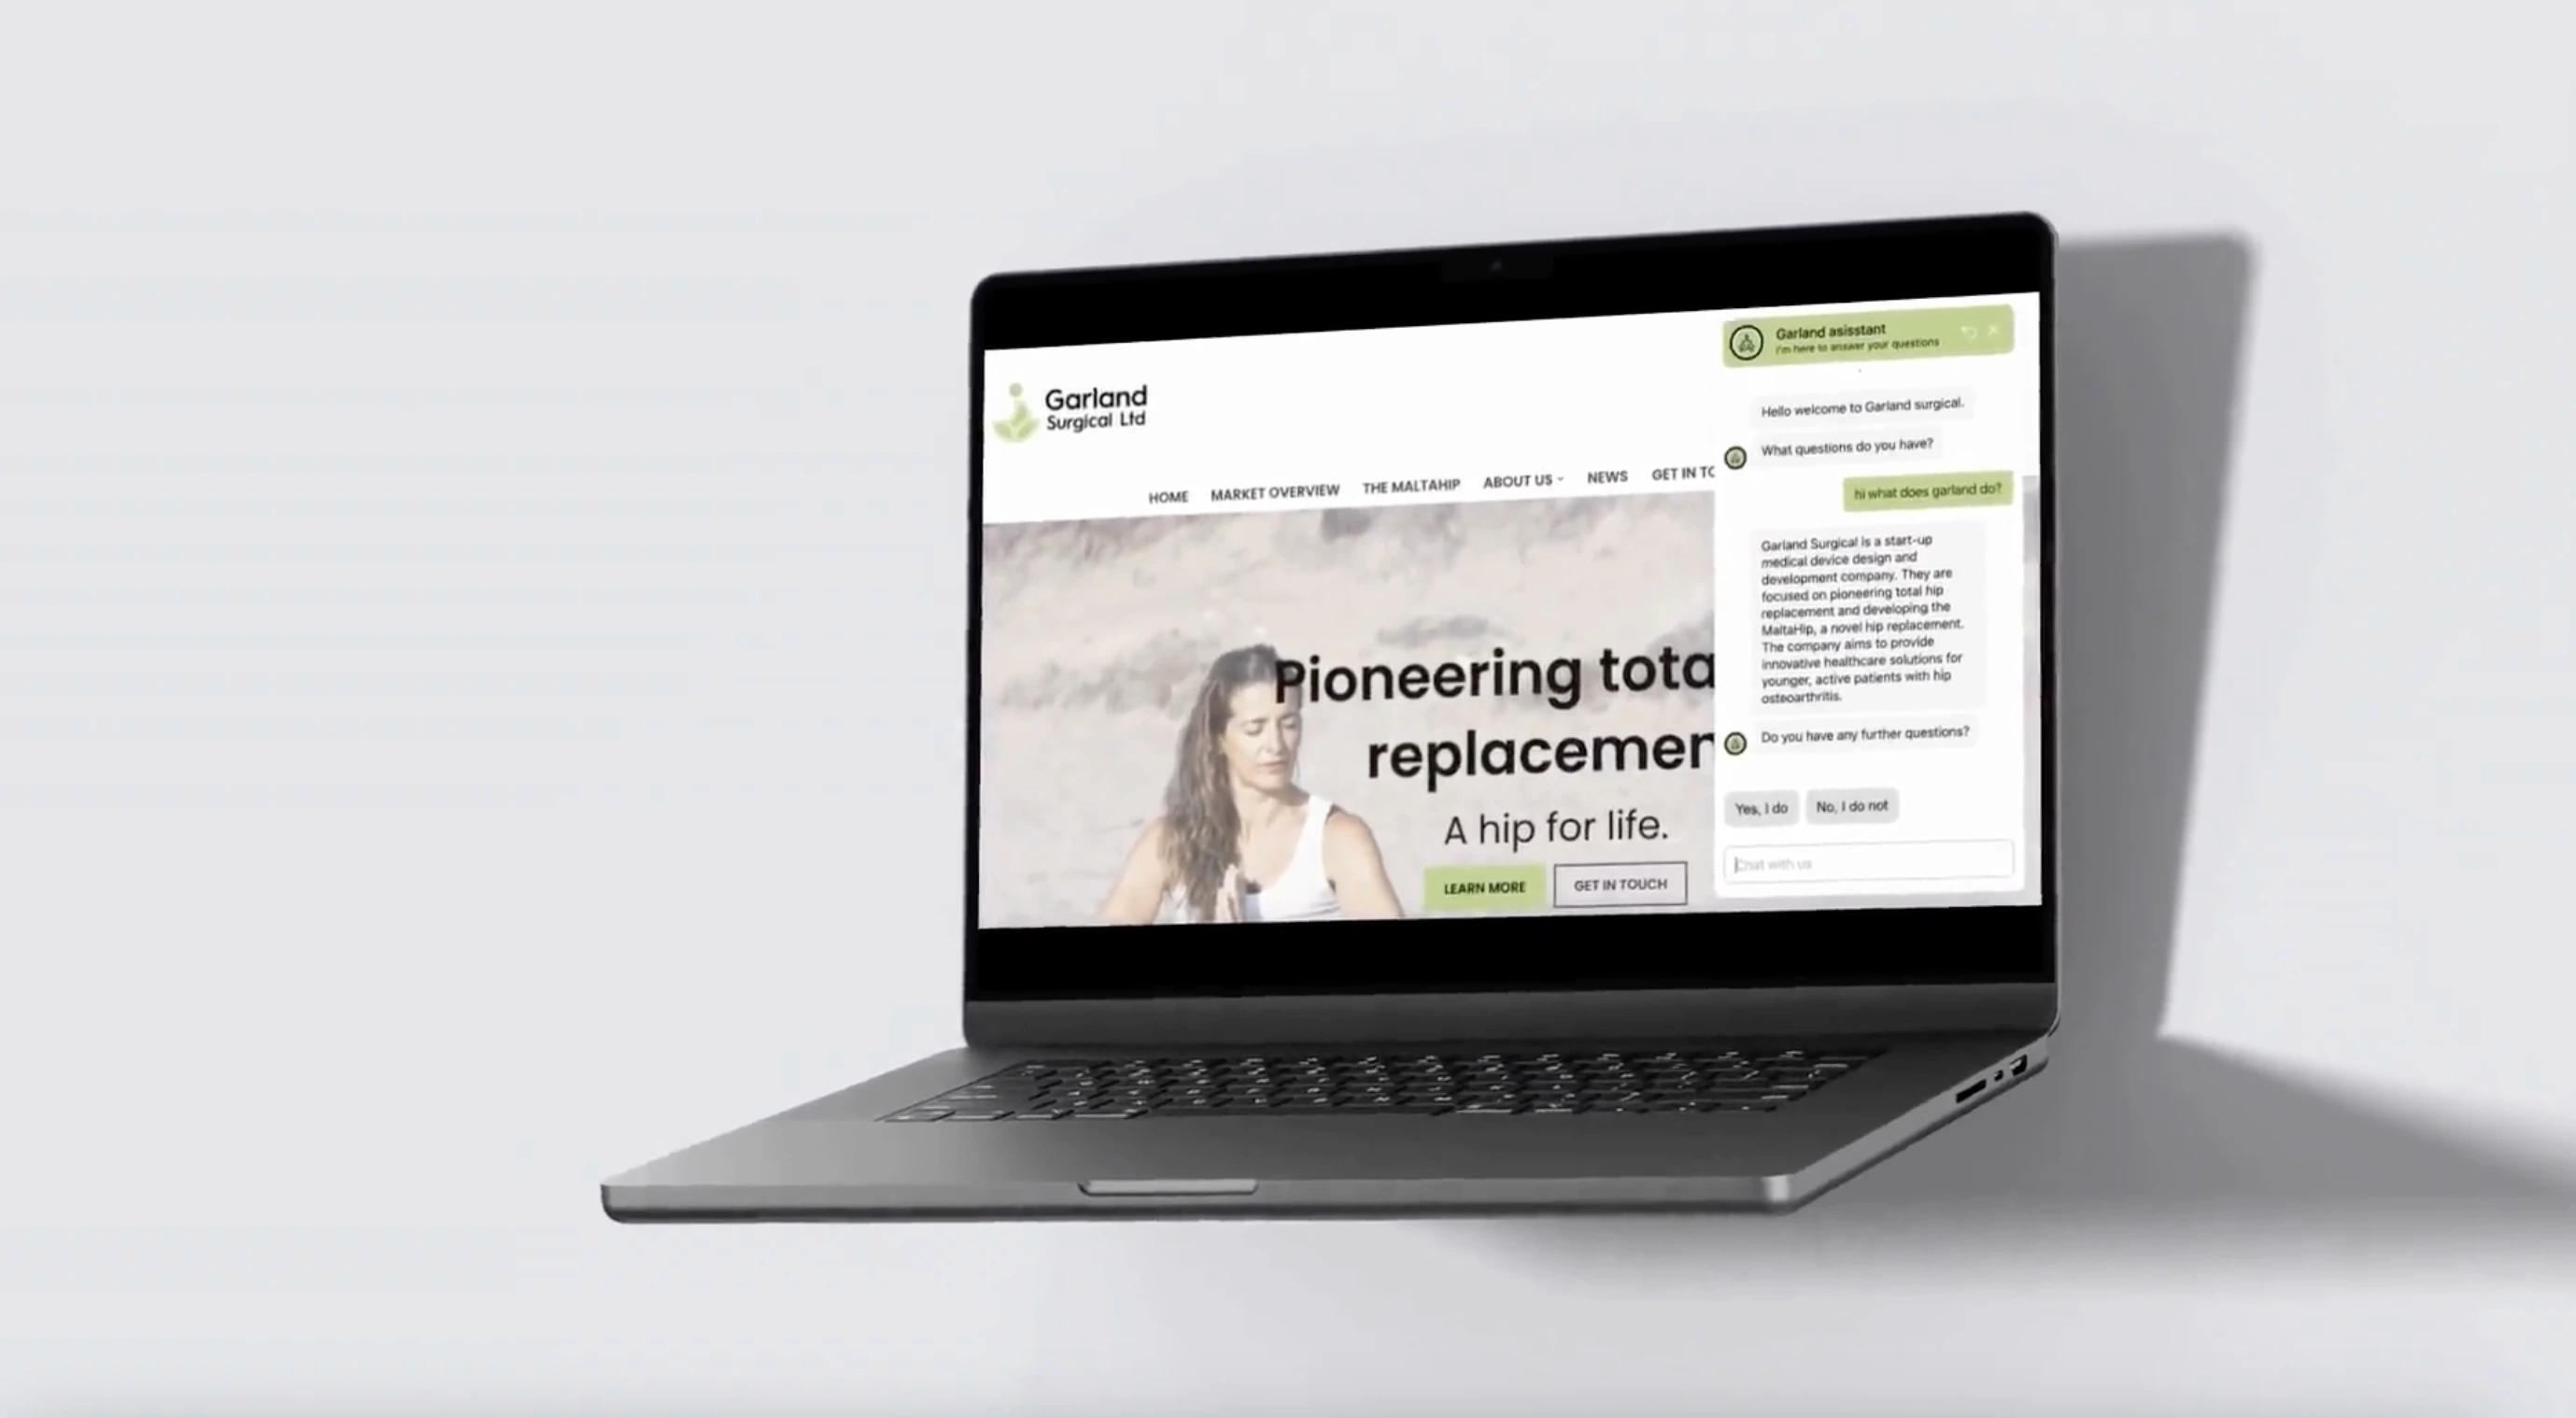 Garland
Surgical Ltd
HOME MARKET OVERVIEW THE MALTAHIP ABOUT US NEWS GET IN TO
Pioneering tota
replacemen
A hip for life.
LEARN MORE GET IN TOUCH
Garland asisstant
I'm here to answer your questions
Hello welcome to Garland surgical.
What questions do you have?
hi what does garland do?
Garland Surgical is a start-up
medical device design and
development company. They are
focused on pioneering total hip
replacement and developing the
MaltaHip, a novel hip replacement.
The company aims to provide
innovative healthcare solutions for
younger, active patients with hip
osteoarthritis.
Do you have any further questions?
Yes, I do No, I do not
Chat with us